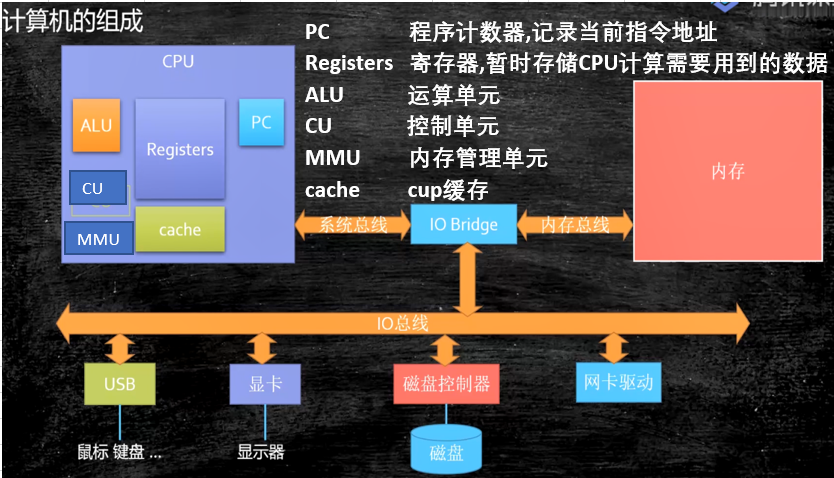 计算机的组成
CPU
ALU
Registers
PC
CU
cache
MMU
PC 程序计数器,记录当前指令地址
Registers 寄存器,暂时存储CPU计算需要用到的数据
ALU 运算单元
CU 控制单元
MMU 内存管理单元
cache cup缓存
内存
系统总线
IO Bridge
内存总线
IO总线
USB
显卡
磁盘控制器
网卡驱动
鼠标 键盘 ...
显示器
磁盘